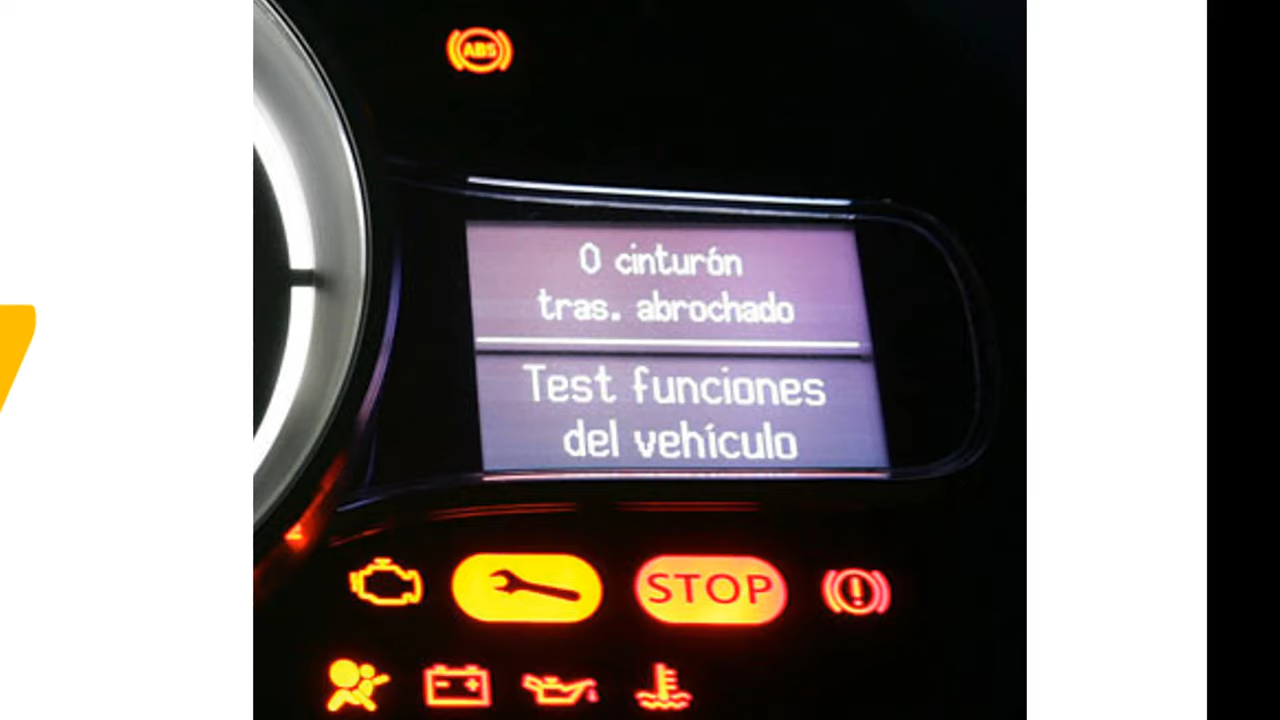 ABS
0 cinturón
tras. abrochado
Test funciones
del vehículo
STOP